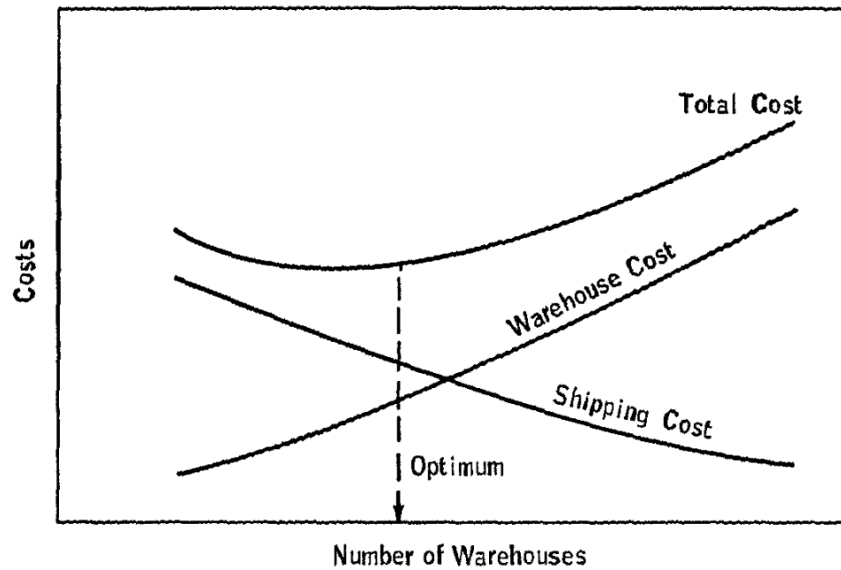 Total Cost
Warehouse Cost
Costs
Shipping Cost
Optimum
Number of Warehouses